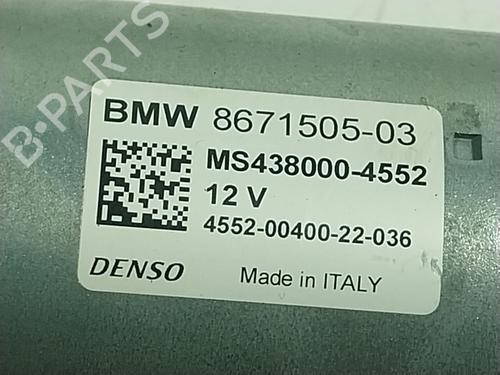 BMW 8671505-03
MS438000-4552
12 V
4552-00400-22-036
DENSO Made in ITALY
B-PARTS